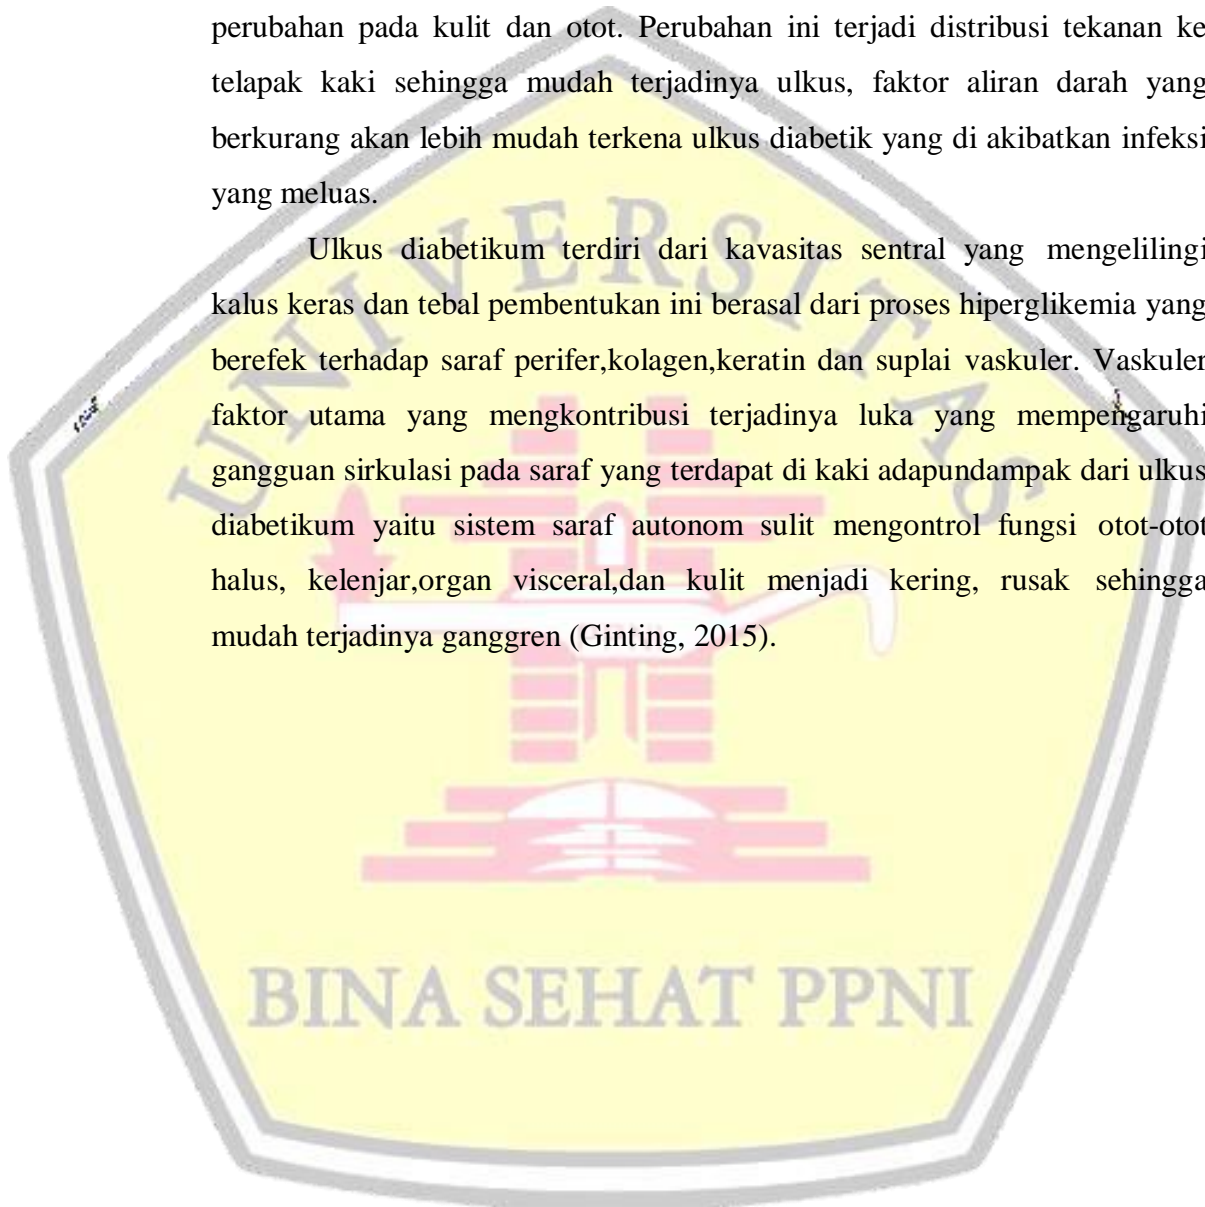 perubahan pada kulit dan otot. Perubahan ini terjadi distribusi tekanan ke
telapak kaki sehingga mudah terjadinya ulkus, faktor aliran darah yang
berkurang akan lebih mudah terkena ulkus diabetik yang di akibatkan infeksi
yang meluas.
Ulkus diabetikum terdiri dari kavasitas sentral yang mengelilingi
kalus keras dan tebal pembentukan ini berasal dari proses hiperglikemia yang
berefek terhadap saraf perifer,kolagen,keratin dan suplai vaskuler. Vaskuler
faktor utama yang mengkontribusi terjadinya luka yang mempengaruhi
gangguan sirkulasi pada saraf yang terdapat di kaki adapundampak dari ulkus
diabetikum yaitu sistem saraf autonom sulit mengontrol fungsi otot-otot
halus, kelenjar,organ visceral,dan kulit menjadi kering, rusak sehingga
mudah terjadinya ganggren (Ginting, 2015).
UNIVERSITAS
BINA SEHAT PPNI